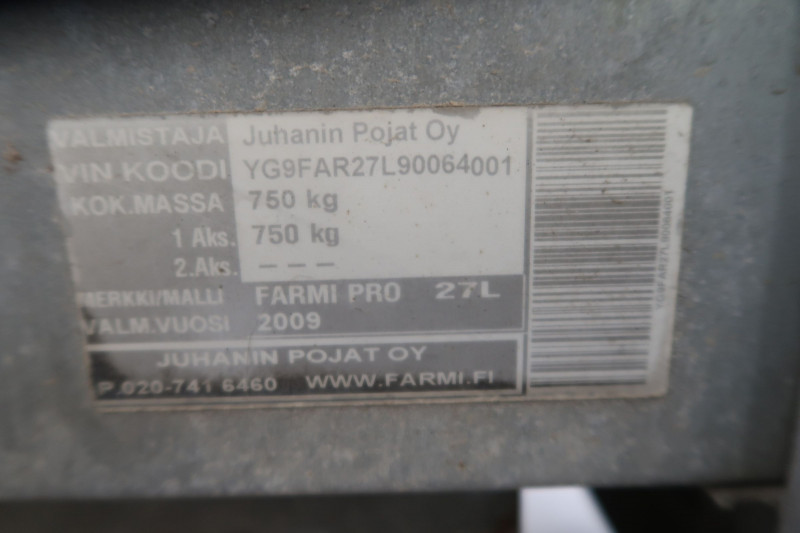 VALMISTAJA Juhanin Pojat Oy
VIN KOODI YG9FAR27L90064001
KOK.MASSA 750 kg
1 Aks. 750 kg
2.Aks. – – –
MERKKI/MALLI FARMI PRO 27L
VALM.VUOSI 2009
JUHANIN POJAT OY
P.020-741 6460 WWW.FARMI.FI
YG9FAR27L90064001